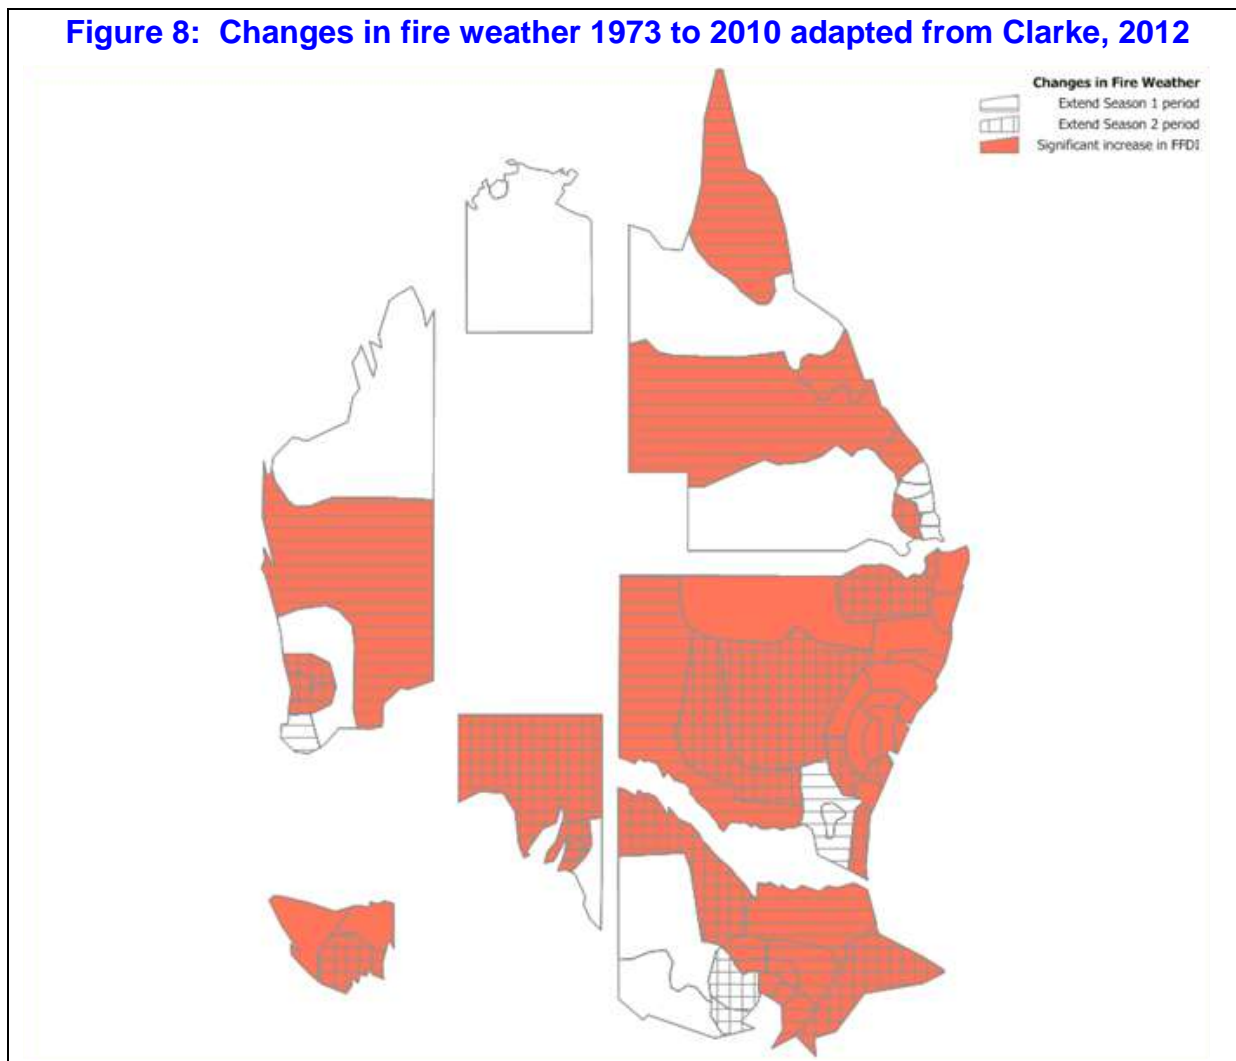 Figure 8: Changes in fire weather 1973 to 2010 adapted from Clarke, 2012
Changes in Fire Weather
Extend Season 1 period
Extend Season 2 period
Significant increase in FFDI